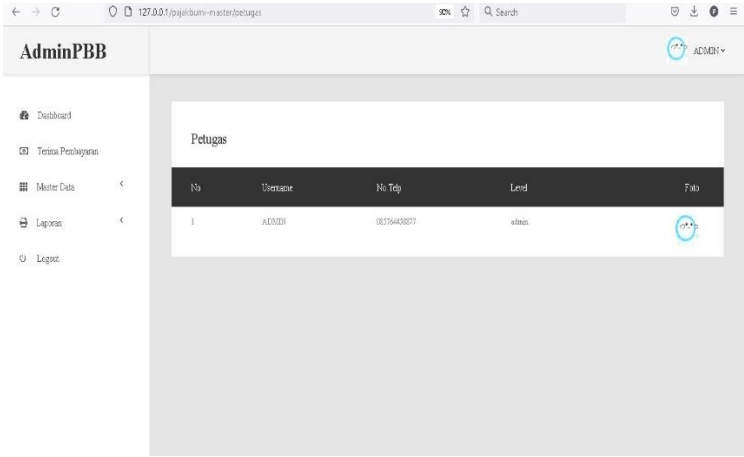 127.0.0.1/pajakbumi-master/petugas
90%
Search
AdminPBB
ADMIN
Dashboard
Terima Pembayaran
Master Data
Laporan
Logout
Petugas
No Username No Telp Level Foto
1 ADMIN 085764458877 admin